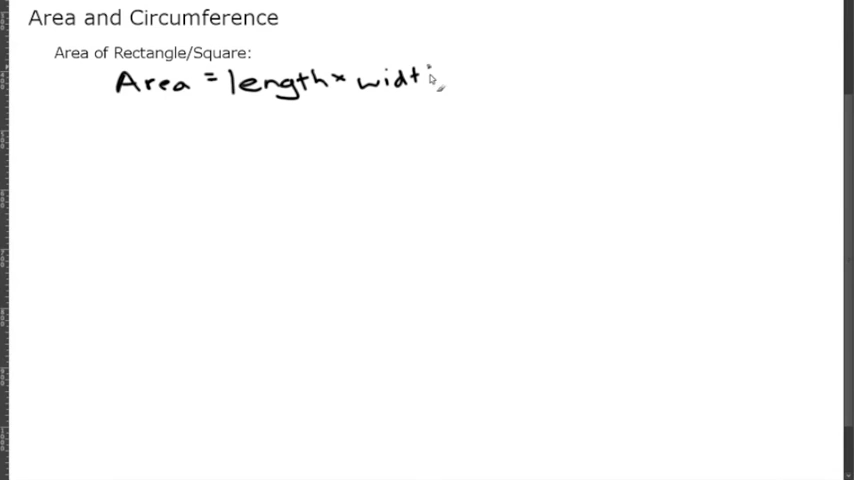 Area and Circumference
Area of Rectangle/Square:
Area = length × widt